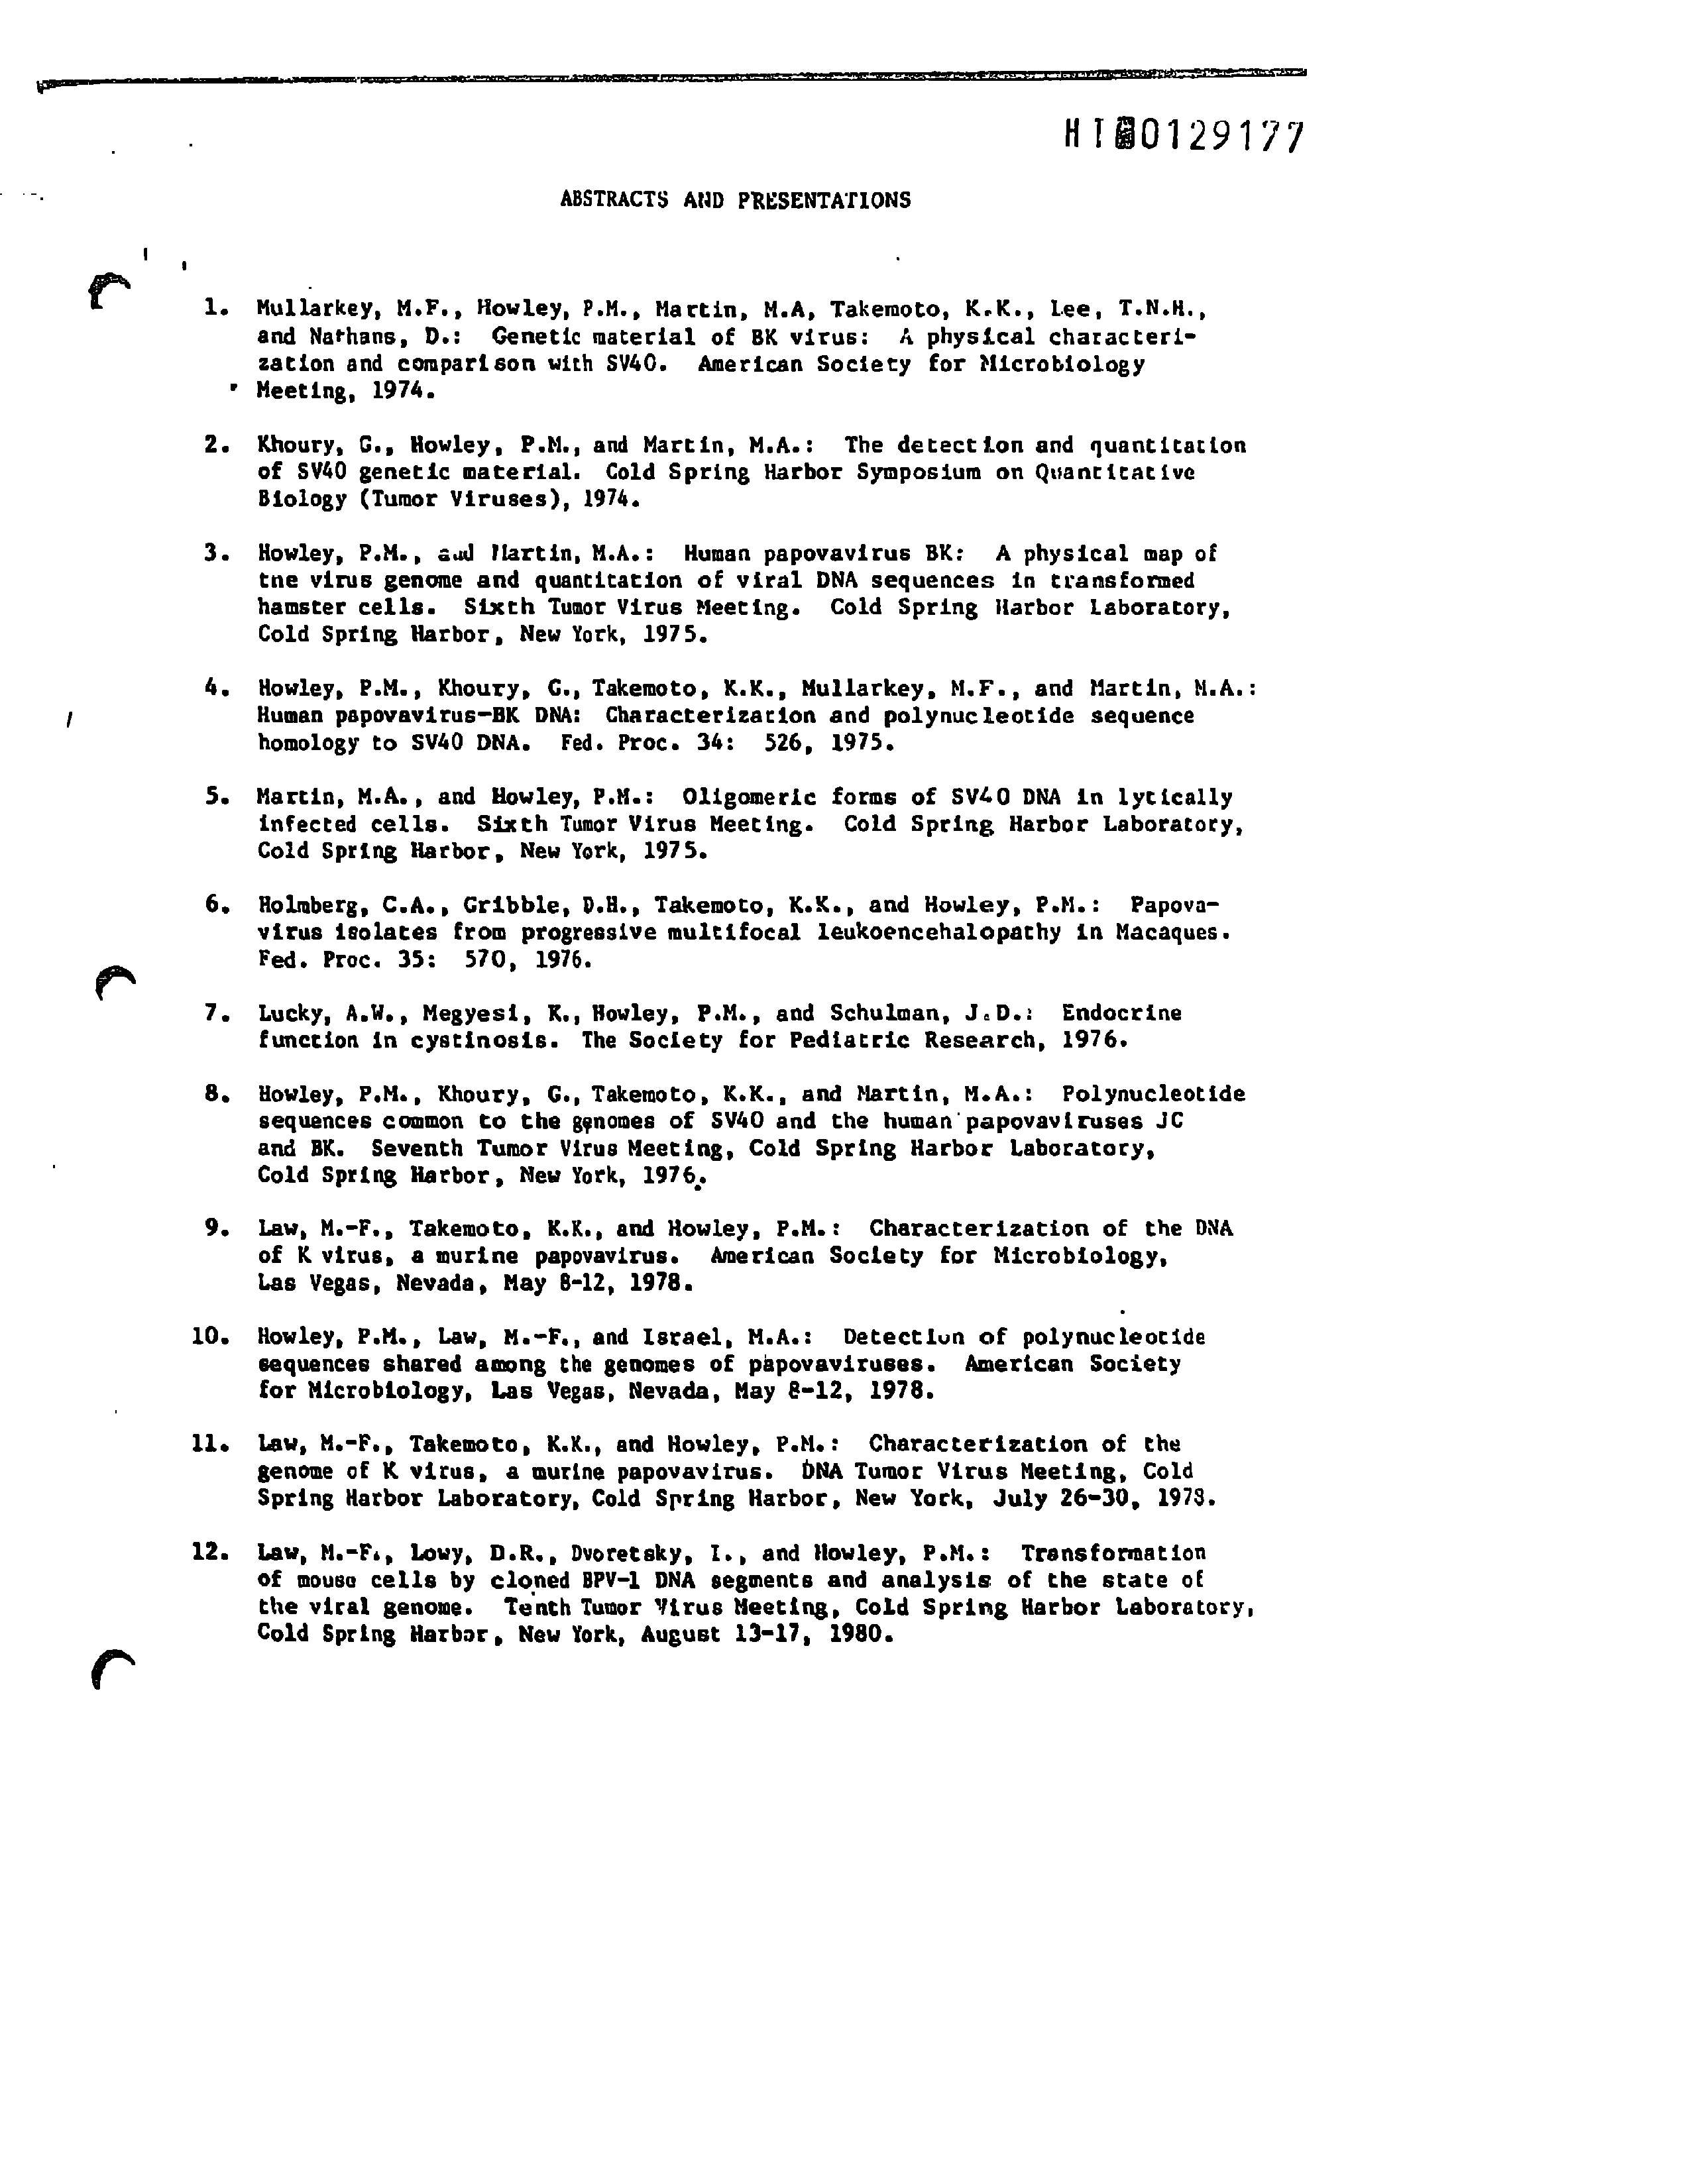 0129177
ABSTRACTS AND PRESENTATIONS
1. Mullarkey, M.F., Howley, P.M., Martin, M.A, Takemoto, K.K., Lee, T.N.H.,
and Nathans, D.: Genetic material of BK virus: A physical characteri-
zation and comparison with SV40. American Society for Microbiology
Meeting, 1974.
2. Khoury, G., Howley, P.M., and Martin, M.A.: The detection and quantitation
of SV40 genetic material. Cold Spring Harbor Symposium on Quantitative
Biology (Tumor Viruses), 1974.
3. Howley, P.M., and Martin, M.A.: Human papovavirus BK: A physical map of
the virus genome and quantitation of viral DNA sequences in transformed
hamster cells. Sixth Tumor Virus Meeting. Cold Spring Harbor Laboratory,
Cold Spring Harbor, New York, 1975.
4. Howley, P.M., Khoury, G., Takemoto, K.K., Mullarkey, M.F., and Martin, M.A.:
Human papovavirus-BK DNA: Characterization and polynucleotide sequence
homology to SV40 DNA. Fed. Proc. 34: 526, 1975.
5. Martin, M.A., and Howley, P.M.: Oligomeric forms of SV40 DNA in lytically
infected cells. Sixth Tumor Virus Meeting. Cold Spring Harbor Laboratory,
Cold Spring Harbor, New York, 1975.
6. Holmberg, C.A., Gribble, D.H., Takemoto, K.K., and Howley, P.M.: Papova-
virus isolates from progressive multifocal leukoencehalopathy in Macaques.
Fed. Proc. 35: 570, 1976.
7. Lucky, A.W., Megyesi, K., Howley, P.M., and Schulman, J.D.: Endocrine
function in cystinosis. The Society for Pediatric Research, 1976.
8. Howley, P.M., Khoury, G., Takemoto, K.K., and Martin, M.A.: Polynucleotide
sequences common to the genomes of SV40 and the human papovaviruses JC
and BK. Seventh Tumor Virus Meeting, Cold Spring Harbor Laboratory,
Cold Spring Harbor, New York, 1976.
9. Law, M.-F., Takemoto, K.K., and Howley, P.M.: Characterization of the DNA
of K virus, a murine papovavirus. American Society for Microbiology,
Las Vegas, Nevada, May 8-12, 1978.
10. Howley, P.M., Law, M.-F., and Israel, M.A.: Detection of polynucleotide
sequences shared among the genomes of papovaviruses. American Society
for Microbiology, Las Vegas, Nevada, May 8-12, 1978.
11. Law, M.-F., Takemoto, K.K., and Howley, P.M.: Characterization of the
genome of K virus, a murine papovavirus. DNA Tumor Virus Meeting, Cold
Spring Harbor Laboratory, Cold Spring Harbor, New York, July 26-30, 1978.
12. Law, M.-F., Lowy, D.R., Dvoretsky, I., and Howley, P.M.: Transformation
of mouse cells by cloned BPV-1 DNA segments and analysis of the state of
the viral genome. Tenth Tumor Virus Meeting, Cold Spring Harbor Laboratory,
Cold Spring Harbor, New York, August 13-17, 1980.